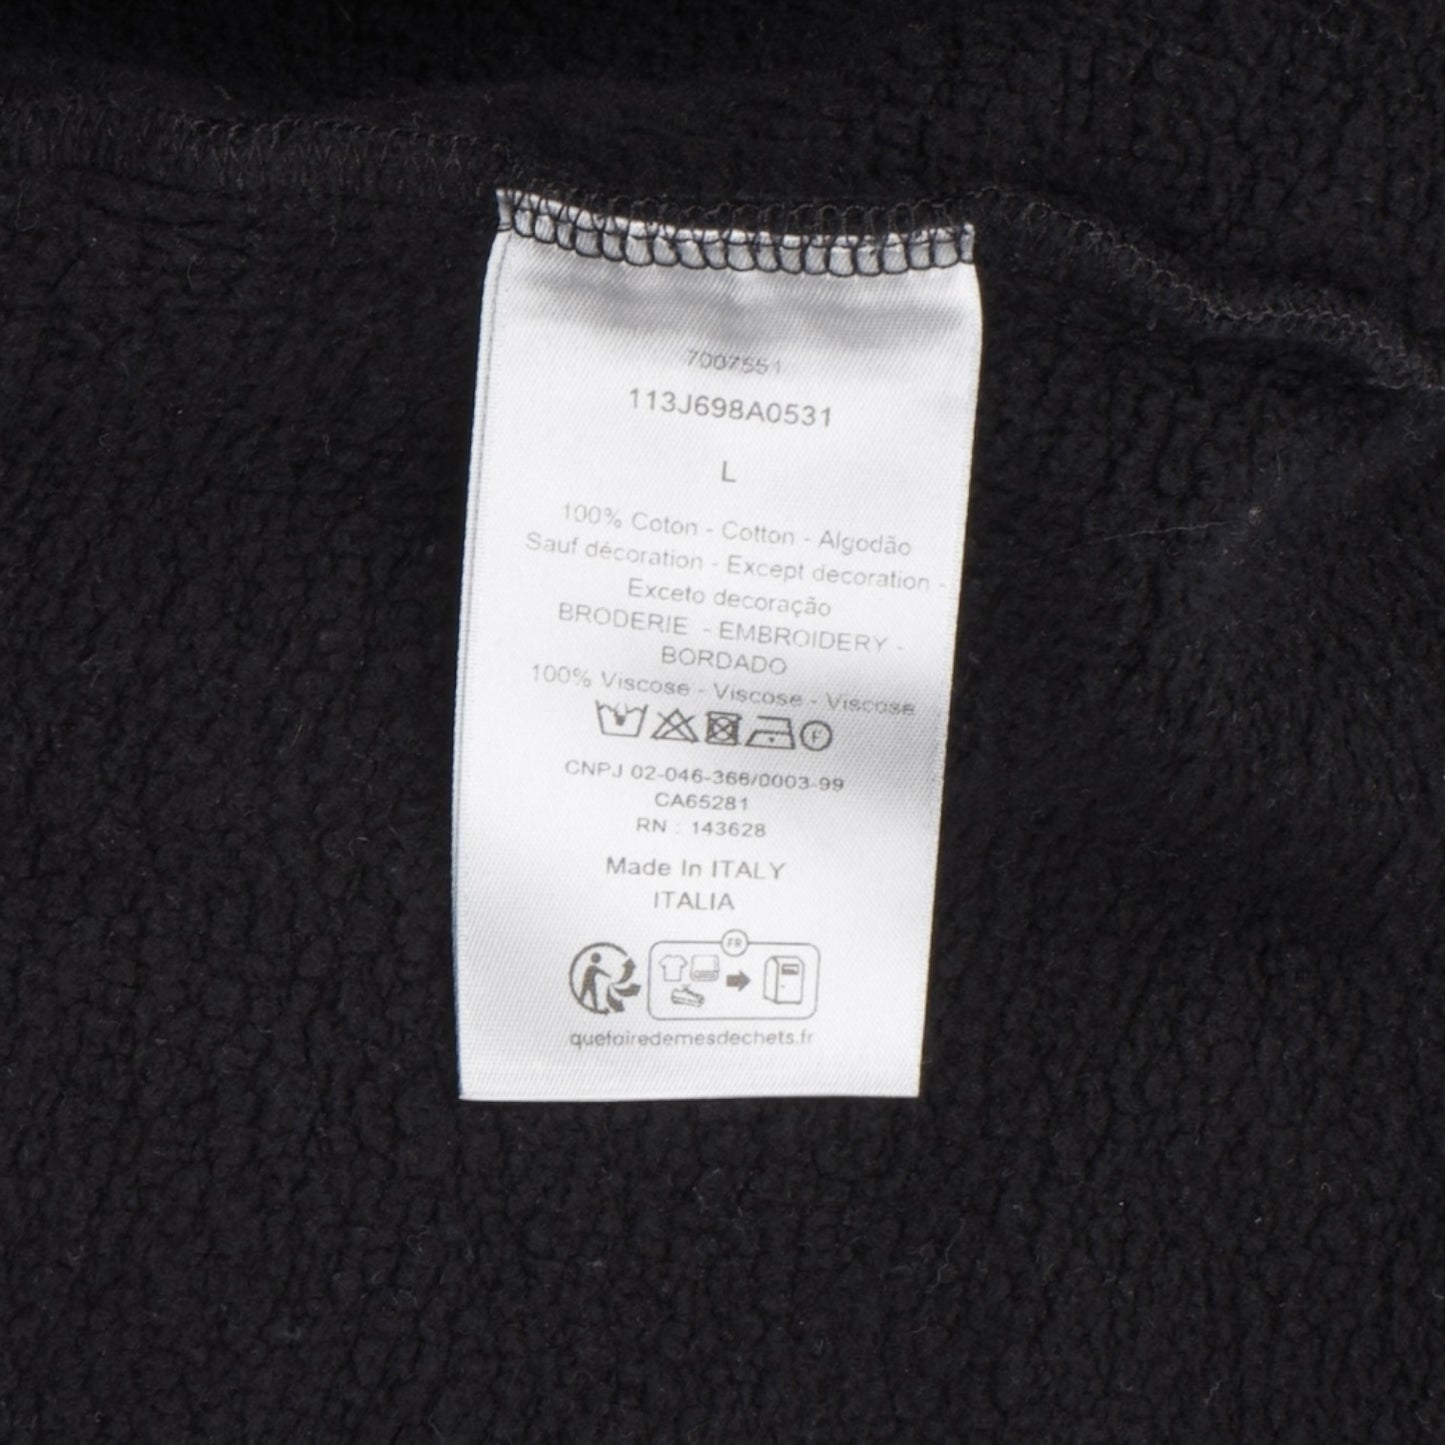 7007551
113J698A0531
L
100% Coton - Cotton - Algodão
Sauf décoration - Except decoration -
Exceto decoração
BRODERIE - EMBROIDERY -
BORDADO
100% Viscose - Viscose - Viscose
F
CNPJ 02-046-366/0003-99
CA65281
RN : 143628
Made In ITALY
ITALIA
FR
quefairedemesdechets.fr